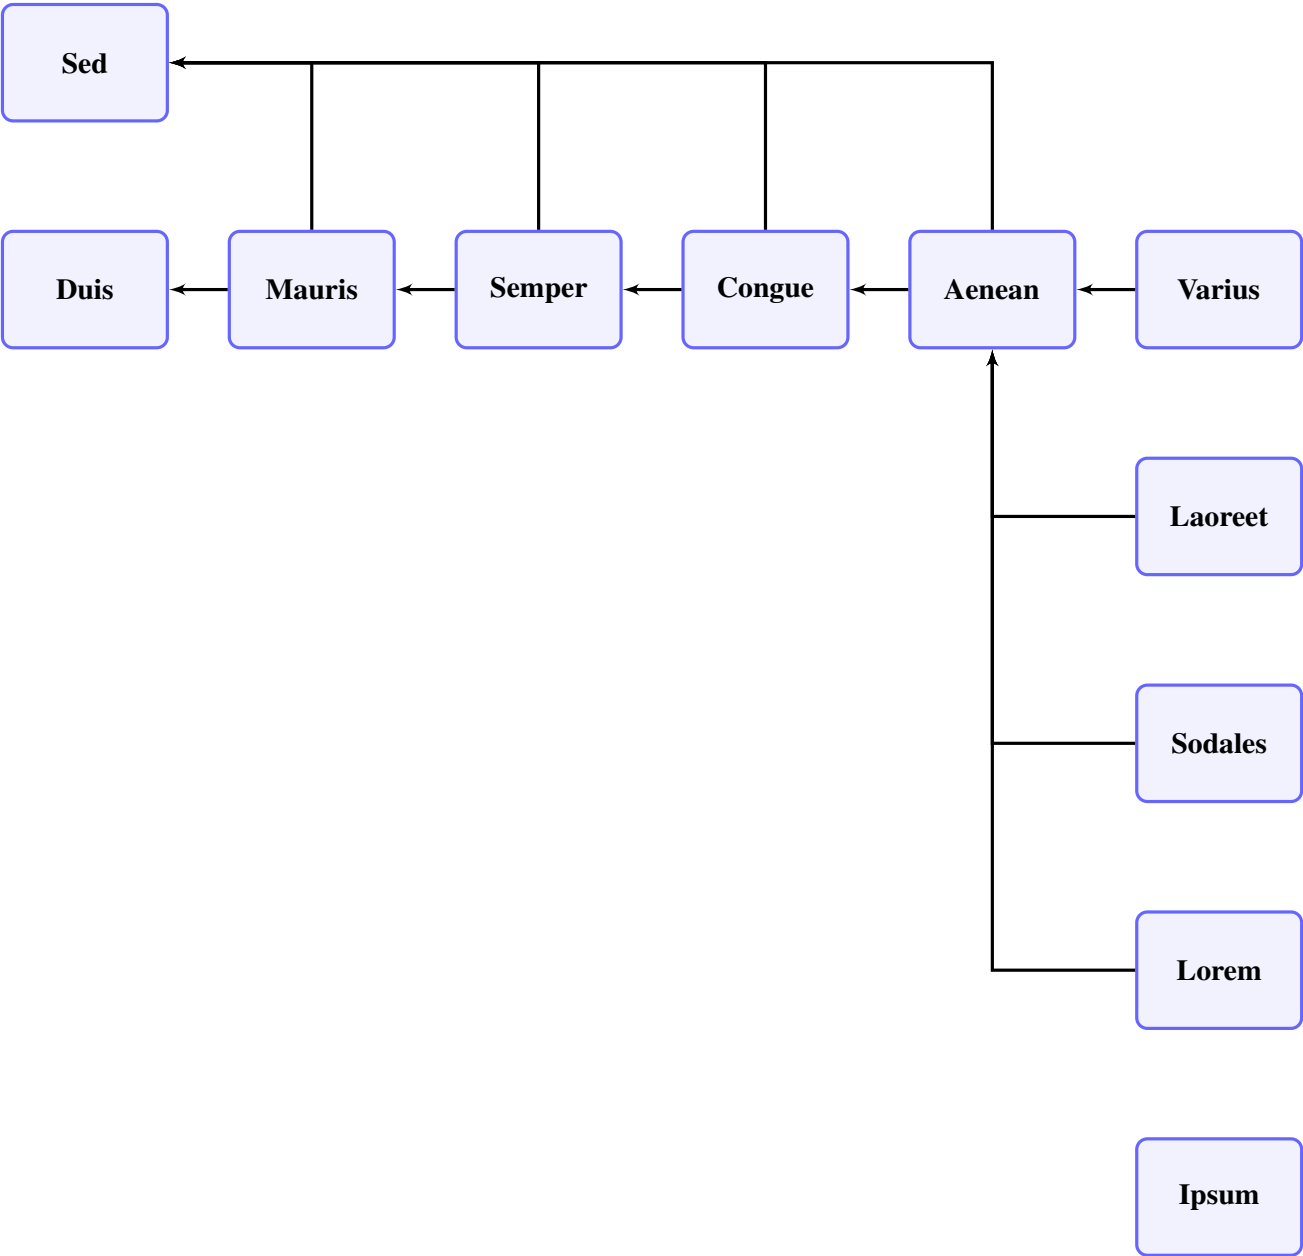 Sed
Duis
Mauris
Semper
Congue
Aenean
Varius
Laoreet
Sodales
Lorem
Ipsum